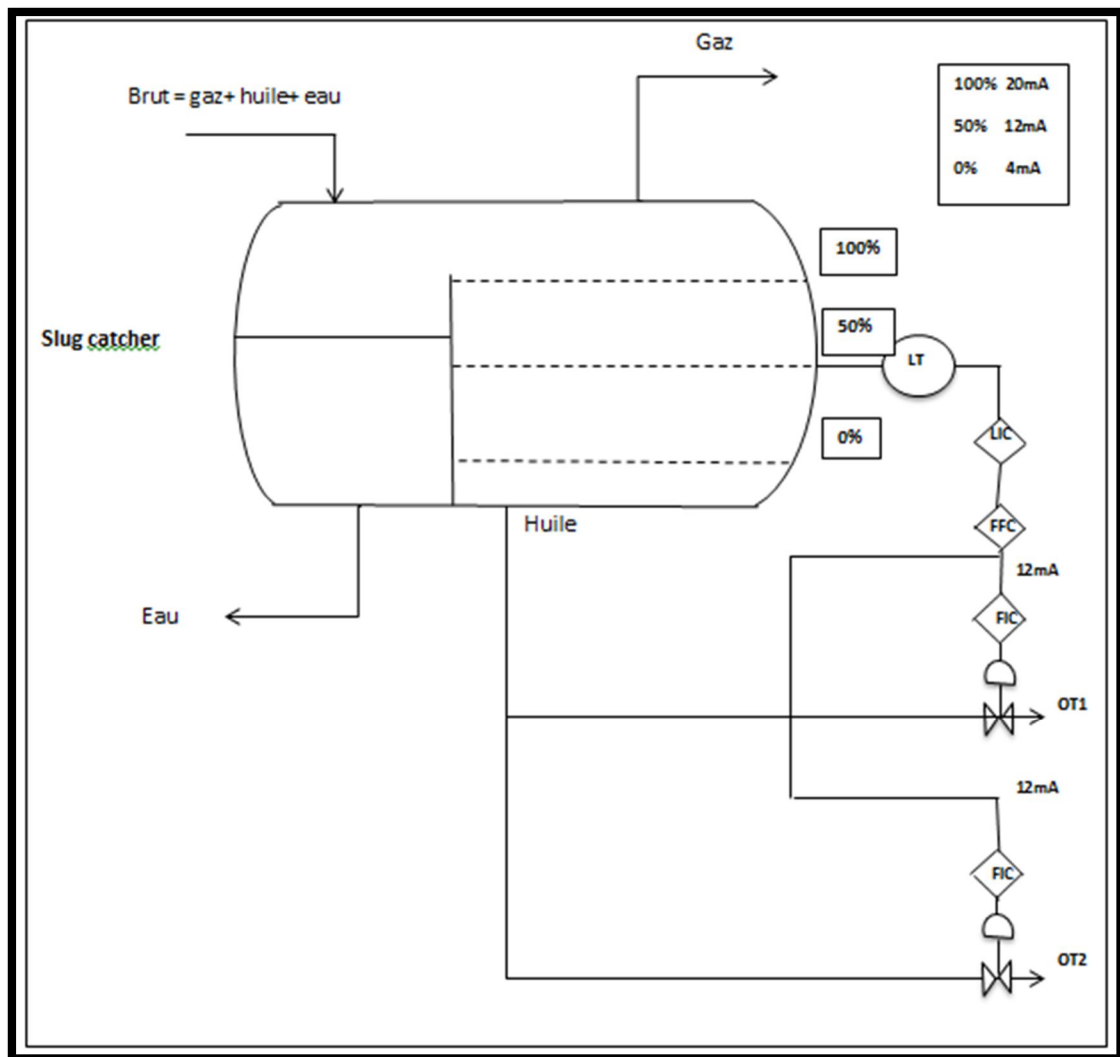 Gaz
Brut = gaz+ huile+ eau
100% 20mA
50% 12mA
0% 4mA
100%
50%
Slug catcher
LT
0%
LIC
Huile
FFC
12mA
Eau
FIC
OT1
12mA
FIC
OT2